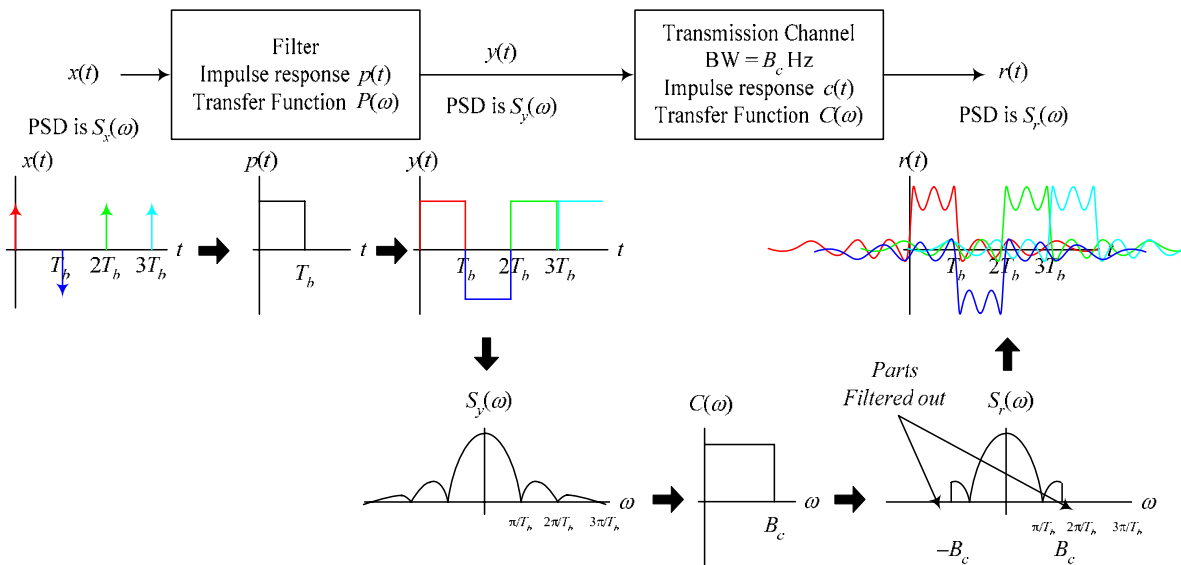 Filter
Impulse response p(t)
Transfer Function P(ω)
Transmission Channel
BW = B_c Hz
Impulse response c(t)
Transfer Function C(ω)
x(t)
y(t)
r(t)
PSD is S_x(ω)
PSD is S_y(ω)
PSD is S_r(ω)
x(t)
T_b
2T_b
3T_b
t
p(t)
T_b
t
y(t)
T_b
2T_b
3T_b
t
r(t)
T_b
2T_b
3T_b
t
Parts
Filtered out
S_y(ω)
π/T_b
2π/T_b
3π/T_b
ω
C(ω)
B_c
ω
S_r(ω)
π/T_b
2π/T_b
3π/T_b
ω
−B_c
B_c